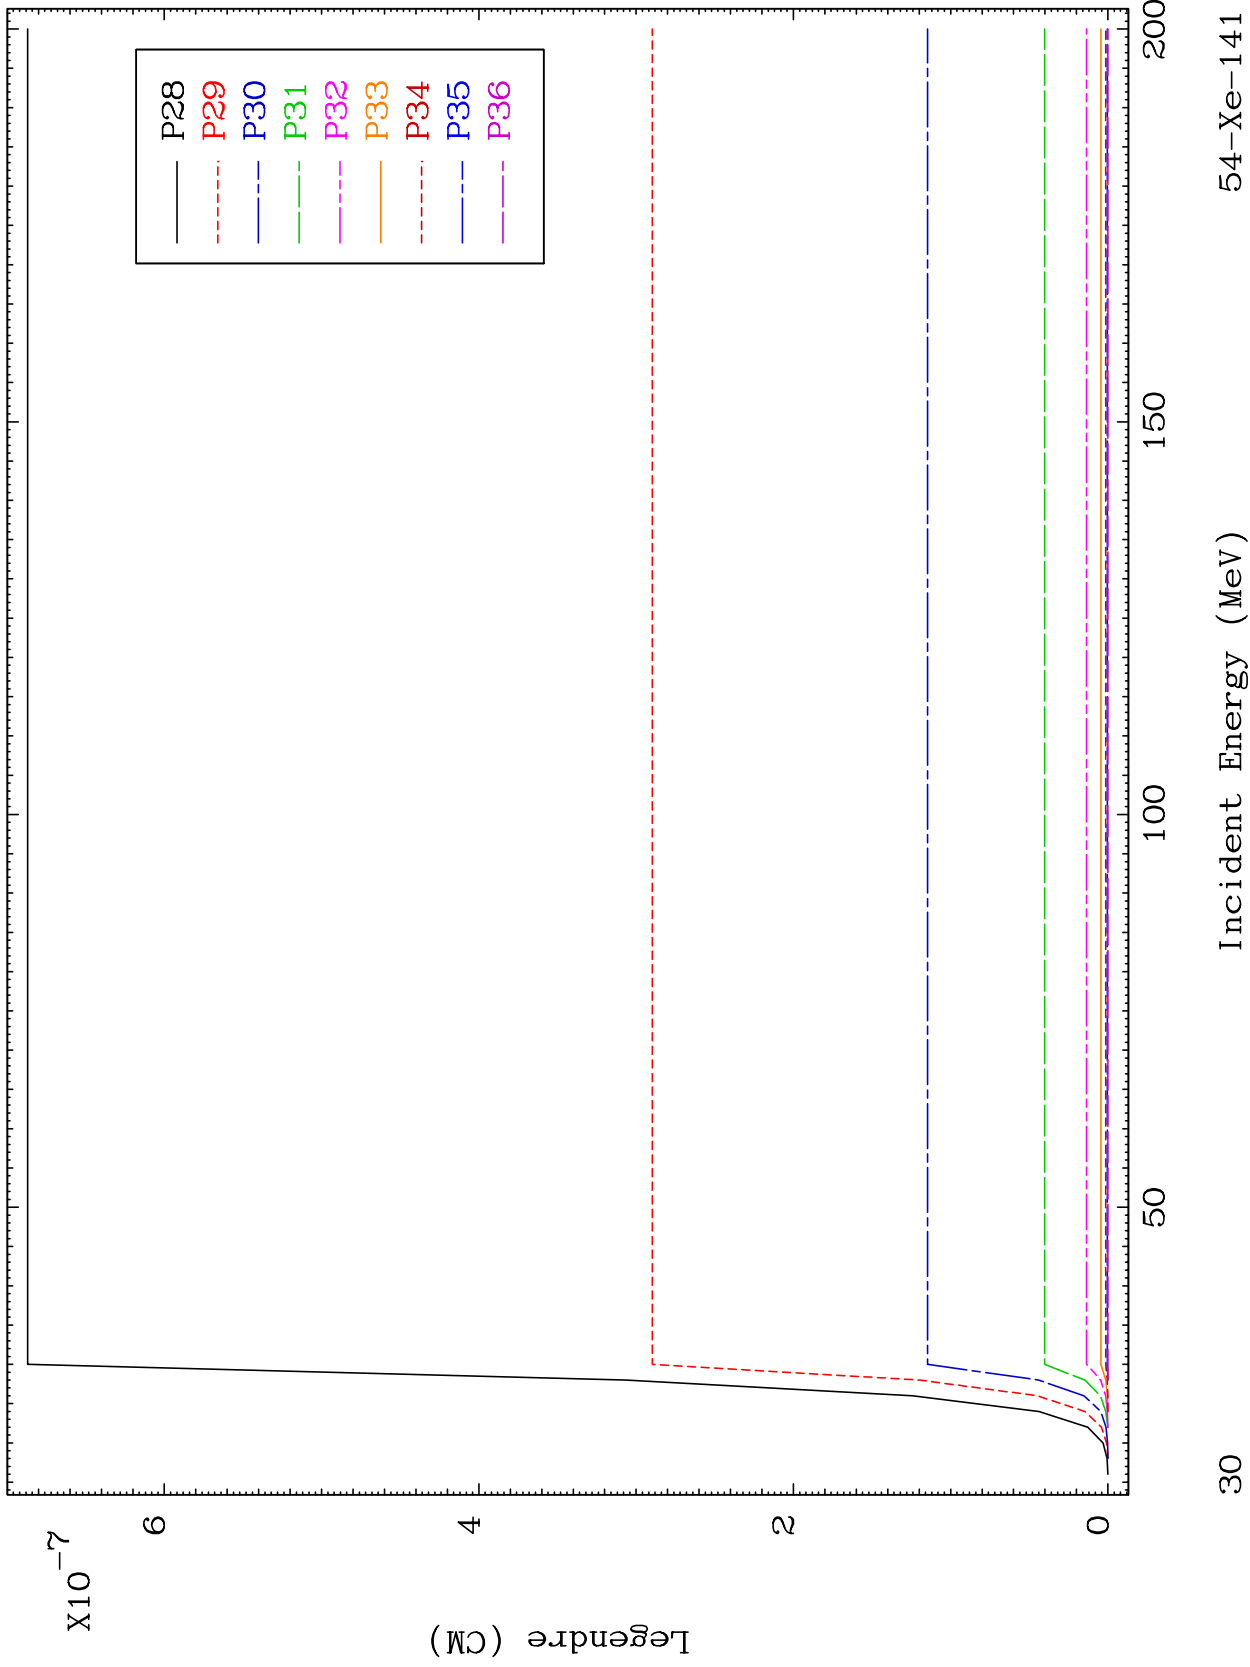 X10-7
6
4
2
0
Legendre (CM)
P28
P29
P30
P31
P32
P33
P34
P35
P36
50
100
150
200
30
Incident Energy (MeV)
54-Xe-141